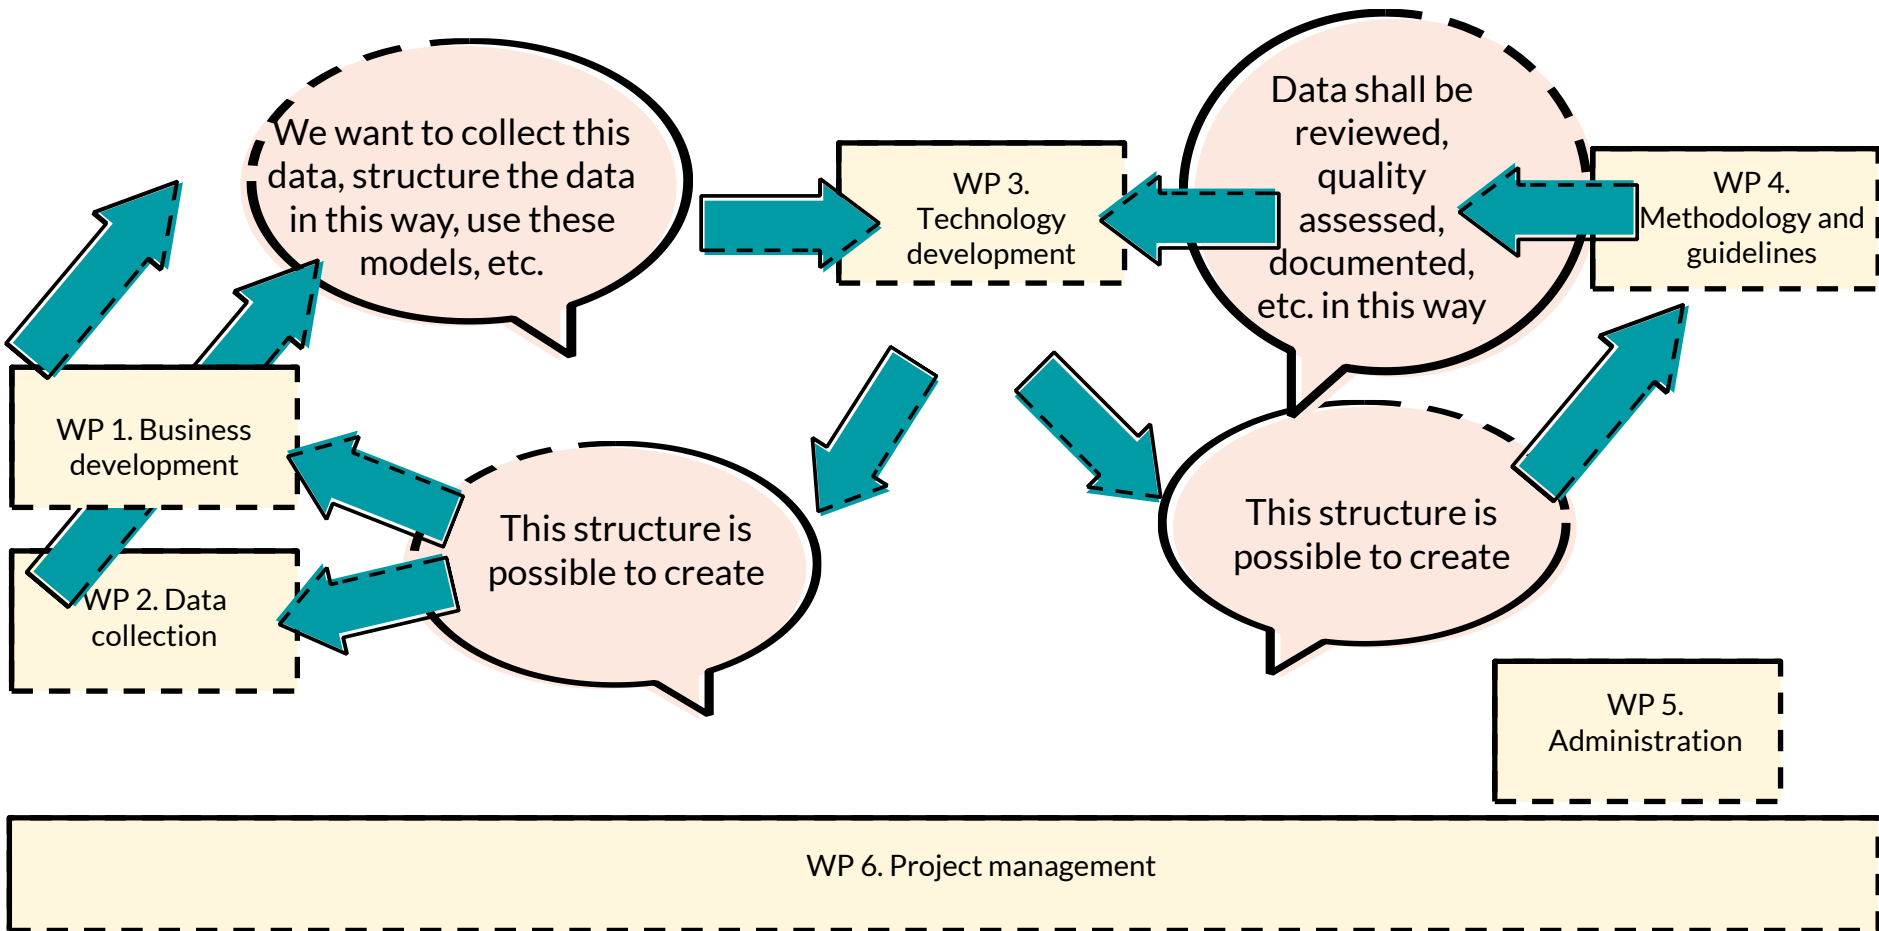 We want to collect this
data, structure the data
in this way, use these
models, etc.
WP 3.
Technology
development
Data shall be
reviewed,
quality
assessed,
documented,
etc. in this way
WP 4.
Methodology and
guidelines
WP 1. Business
development
This structure is
possible to create
This structure is
possible to create
WP 2. Data
collection
WP 5.
Administration
WP 6. Project management